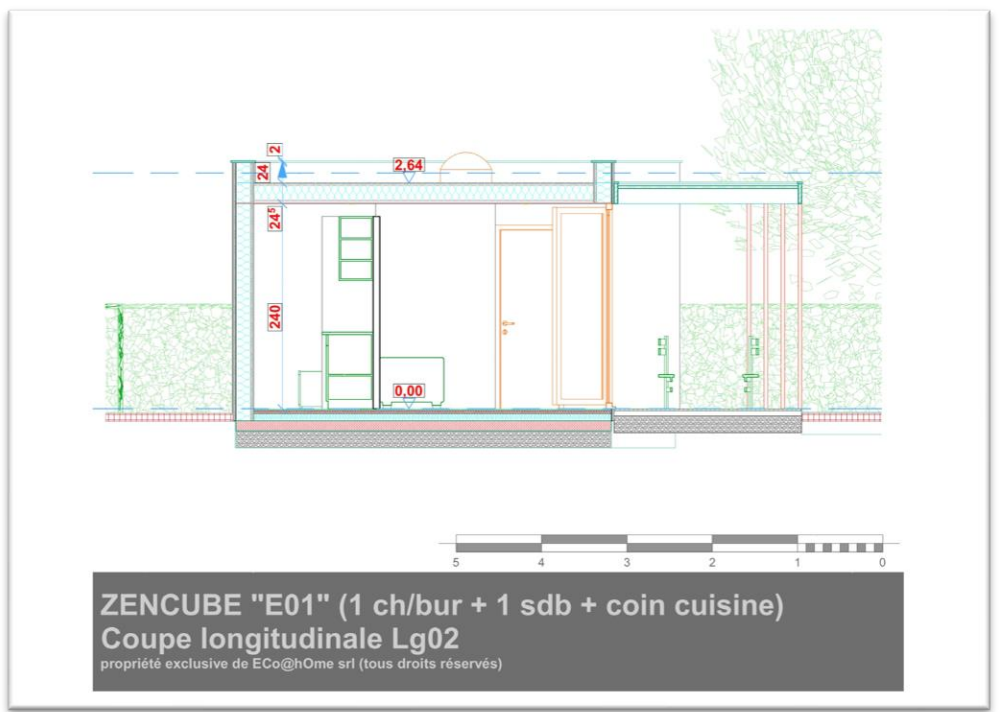 2
24
2,64
24⁵
240
0,00
5 4 3 2 1 0
ZENCUBE "E01" (1 ch/bur + 1 sdb + coin cuisine)
Coupe longitudinale Lg02
propriété exclusive de ECo@hOme srl (tous droits réservés)